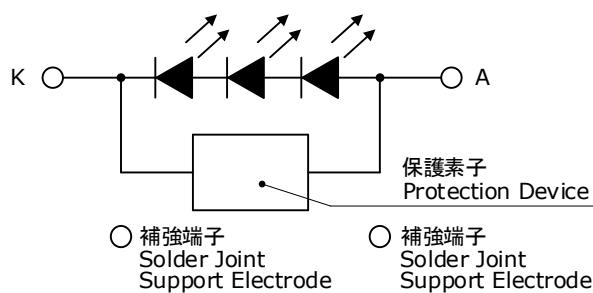 K
A
保護素子
Protection Device
補強端子
Solder Joint
Support Electrode
補強端子
Solder Joint
Support Electrode